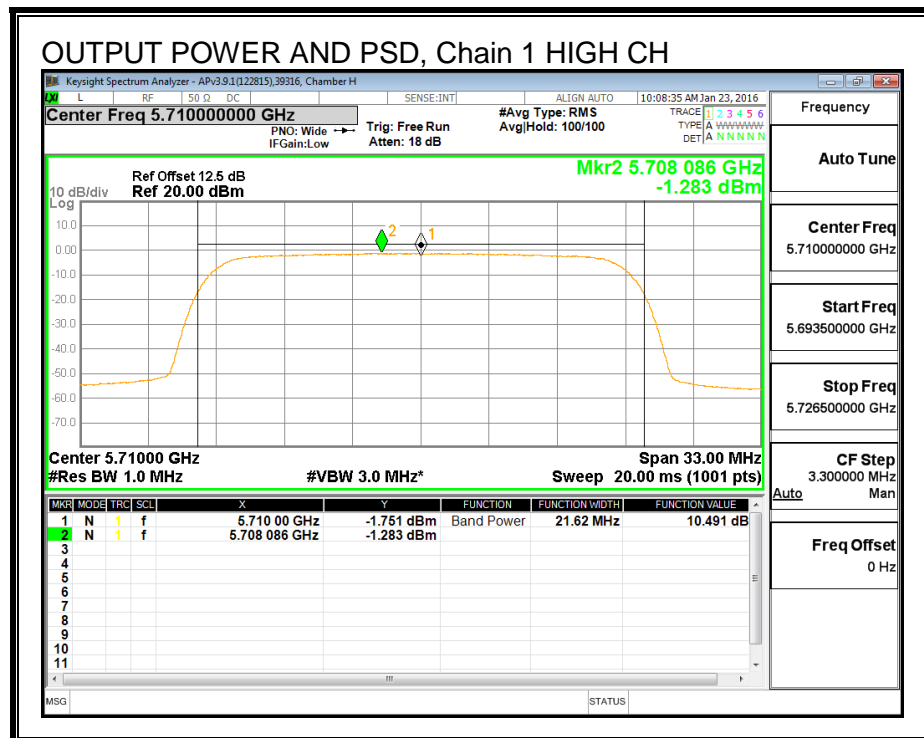 OUTPUT POWER AND PSD, Chain 1 HIGH CH
Keysight Spectrum Analyzer - APv3.9.1(122815),39316, Chamber H
LXI L RF 50 Ω DC SENSE:INT ALIGN AUTO 10:08:35 AM Jan 23, 2016
Center Freq 5.710000000 GHz
PNO: Wide
IFGain:Low
Trig: Free Run
Atten: 18 dB
#Avg Type: RMS
Avg|Hold: 100/100
TRACE 1 2 3 4 5 6
TYPE A WWWWW
DET A N N N N N
Mkr2 5.708 086 GHz
-1.283 dBm
Ref Offset 12.5 dB
10 dB/div Ref 20.00 dBm
Log
10.0
0.00
-10.0
-20.0
-30.0
-40.0
-50.0
-60.0
-70.0
2
1
Center 5.71000 GHz Span 33.00 MHz
#Res BW 1.0 MHz #VBW 3.0 MHz* Sweep 20.00 ms (1001 pts)
MKR MODE TRC SCL X Y FUNCTION FUNCTION WIDTH FUNCTION VALUE
1 N 1 f 5.710 00 GHz -1.751 dBm Band Power 21.62 MHz 10.491 dB
2 N 1 f 5.708 086 GHz -1.283 dBm
3
4
5
6
7
8
9
10
11
MSG STATUS
Frequency
Auto Tune
Center Freq
5.710000000 GHz
Start Freq
5.693500000 GHz
Stop Freq
5.726500000 GHz
CF Step
3.300000 MHz
Auto Man
Freq Offset
0 Hz